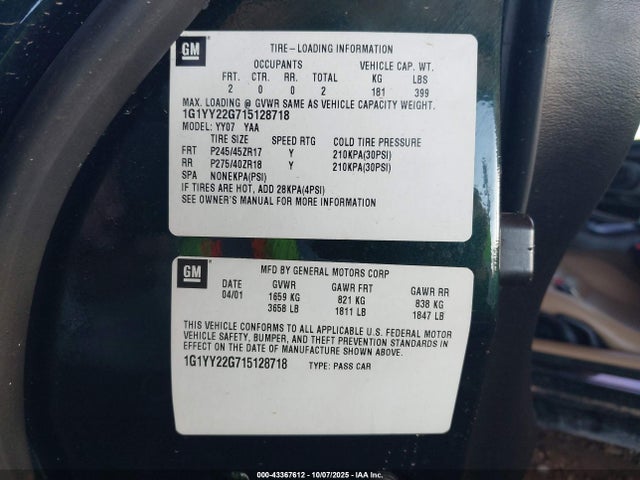 GM
TIRE-LOADING INFORMATION
OCCUPANTS VEHICLE CAP. WT.
FRT. CTR. RR. TOTAL KG LBS
2 0 0 2 181 399
MAX. LOADING @ GVWR SAME AS VEHICLE CAPACITY WEIGHT.
1G1YY22G715128718
MODEL: YY07 YAA
TIRE SIZE SPEED RTG COLD TIRE PRESSURE
FRT P245/45ZR17 Y 210KPA(30PSI)
RR P275/40ZR18 Y 210KPA(30PSI)
SPA NONEKPA(PSI)
IF TIRES ARE HOT, ADD 28KPA(4PSI)
SEE OWNER'S MANUAL FOR MORE INFORMATION
GM
MFD BY GENERAL MOTORS CORP
DATE GVWR GAWR FRT GAWR RR
04/01 1659 KG 821 KG 838 KG
3658 LB 1811 LB 1847 LB
THIS VEHICLE CONFORMS TO ALL APPLICABLE U.S. FEDERAL MOTOR
VEHICLE SAFETY, BUMPER, AND THEFT PREVENTION STANDARDS IN
EFFECT ON THE DATE OF MANUFACTURE SHOWN ABOVE.
1G1YY22G715128718 TYPE: PASS CAR
000-43367612 - 10/07/2025 - IAA Inc.